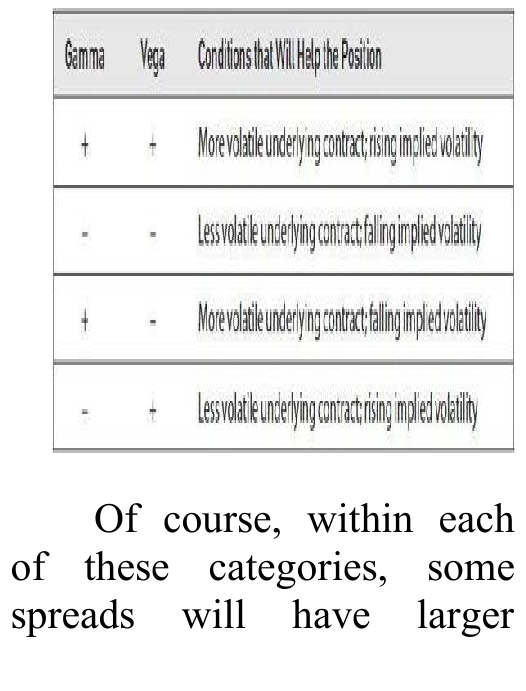 Gamma Vega Conditions that Will Help the Position
+ + More volatile underlying contract; rising implied volatility
– – Less volatile underlying contract; falling implied volatility
+ – More volatile underlying contract; falling implied volatility
– + Less volatile underlying contract; rising implied volatility
Of course, within each
of these categories, some
spreads will have larger